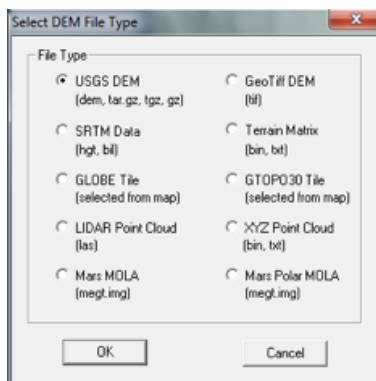 Select DEM File Type
x
File Type
USGS DEM
(dem, tar.gz, tgz, gz)
GeoTiff DEM
(tif)
SRTM Data
(hgt, bil)
Terrain Matrix
(bin, txt)
GLOBE Tile
(selected from map)
GTOPO30 Tile
(selected from map)
LIDAR Point Cloud
(las)
XYZ Point Cloud
(bin, txt)
Mars MOLA
(megt.img)
Mars Polar MOLA
(megt.img)
OK
Cancel